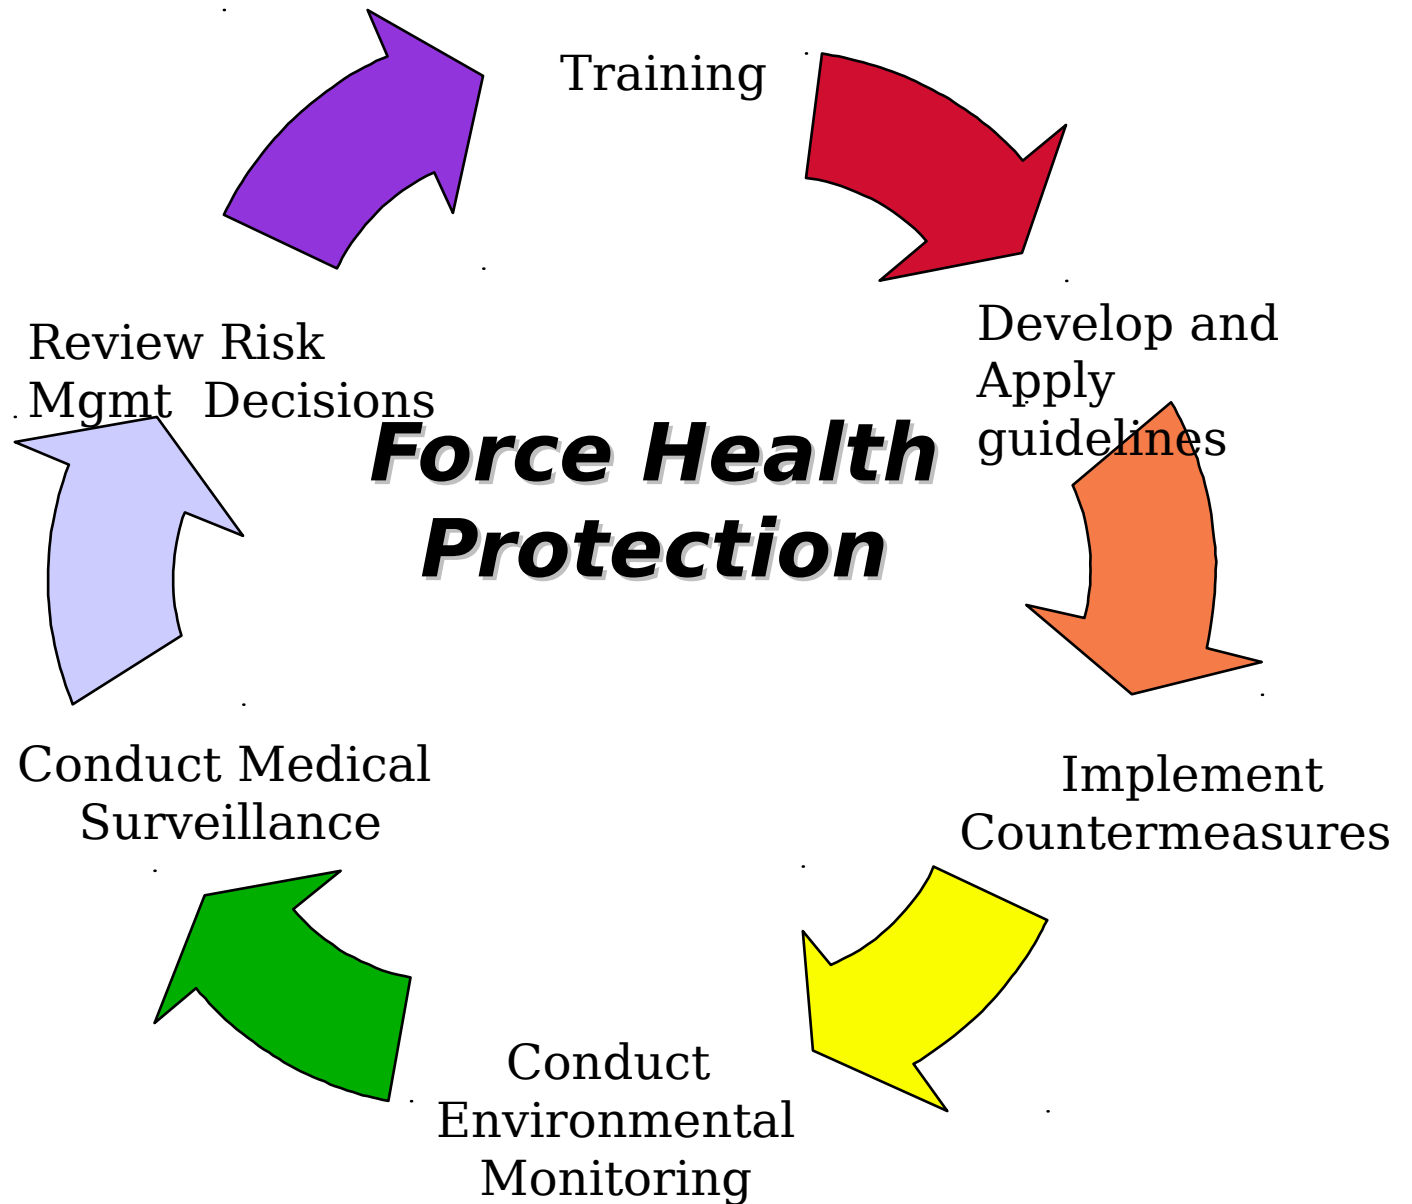 Training
Develop and
Apply
guidelines
Review Risk
Mgmt  Decisions
Force Health
Protection
Conduct Medical
Surveillance
Implement
Countermeasures
Conduct
Environmental
Monitoring